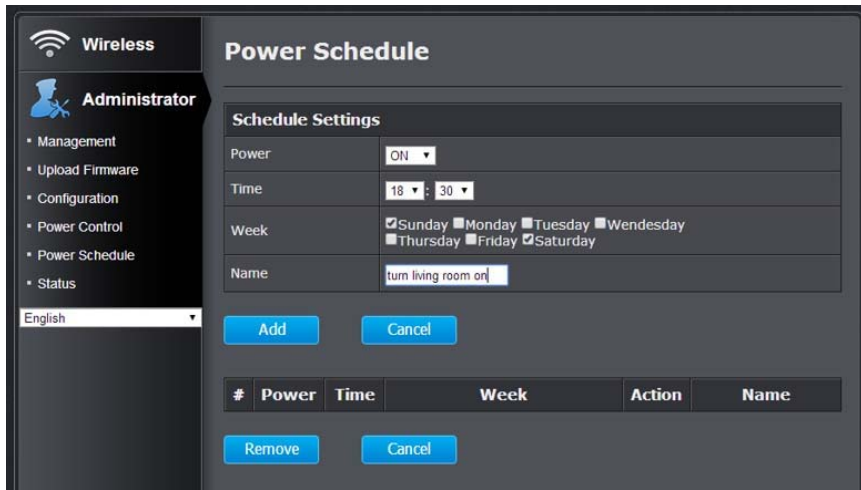 Wireless
Administrator
Management
Upload Firmware
Configuration
Power Control
Power Schedule
Status
English
Power Schedule
Schedule Settings
Power ON
Time 18 : 30
Week Sunday Monday Tuesday Wendesday
Thursday Friday Saturday
Name turn living room on
Add Cancel
# Power Time Week Action Name
Remove Cancel